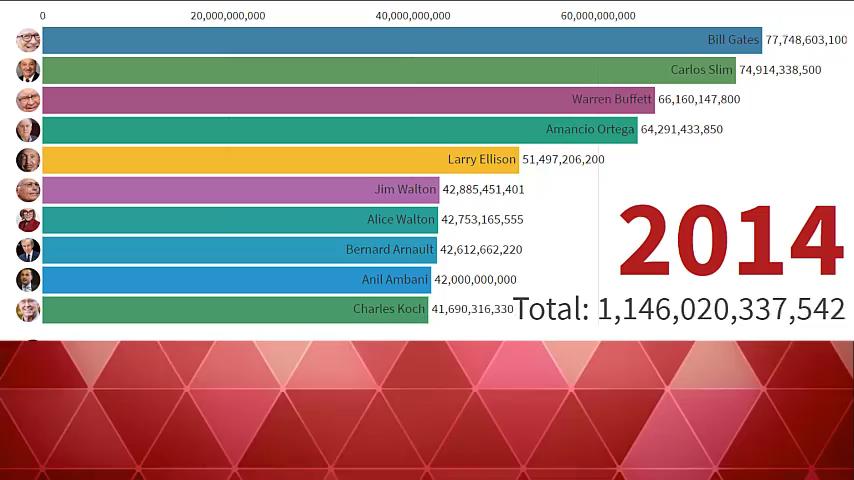 0 20,000,000,000 40,000,000,000 60,000,000,000
Bill Gates 77,748,603,100
Carlos Slim 74,914,338,500
Warren Buffett 66,160,147,800
Amancio Ortega 64,291,433,850
Larry Ellison 51,497,206,200
Jim Walton 42,885,451,401
Alice Walton 42,753,165,555
Bernard Arnault 42,612,662,220
Anil Ambani 42,000,000,000
Charles Koch 41,690,316,330
2014
Total: 1,146,020,337,542